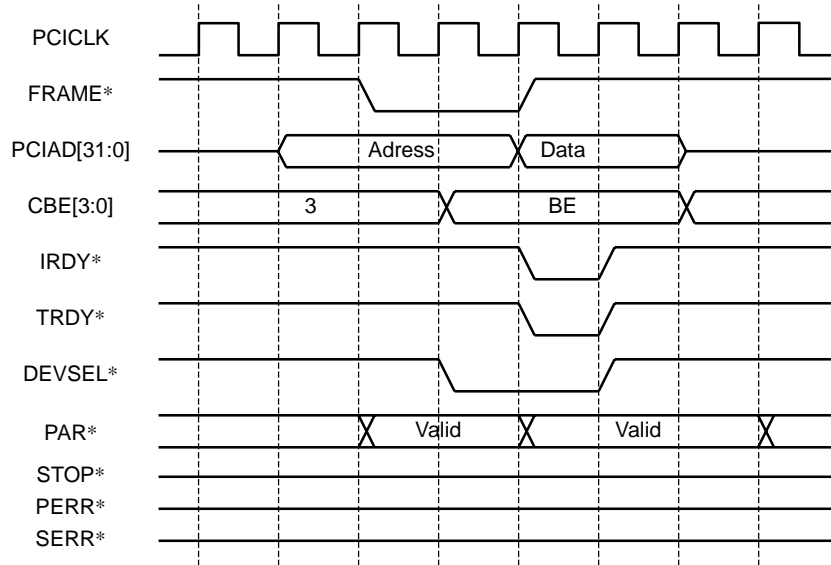 PCICLK
FRAME*
PCIAD[31:0] Adress Data
CBE[3:0] 3 BE
IRDY*
TRDY*
DEVSEL*
PAR* Valid Valid
STOP*
PERR*
SERR*